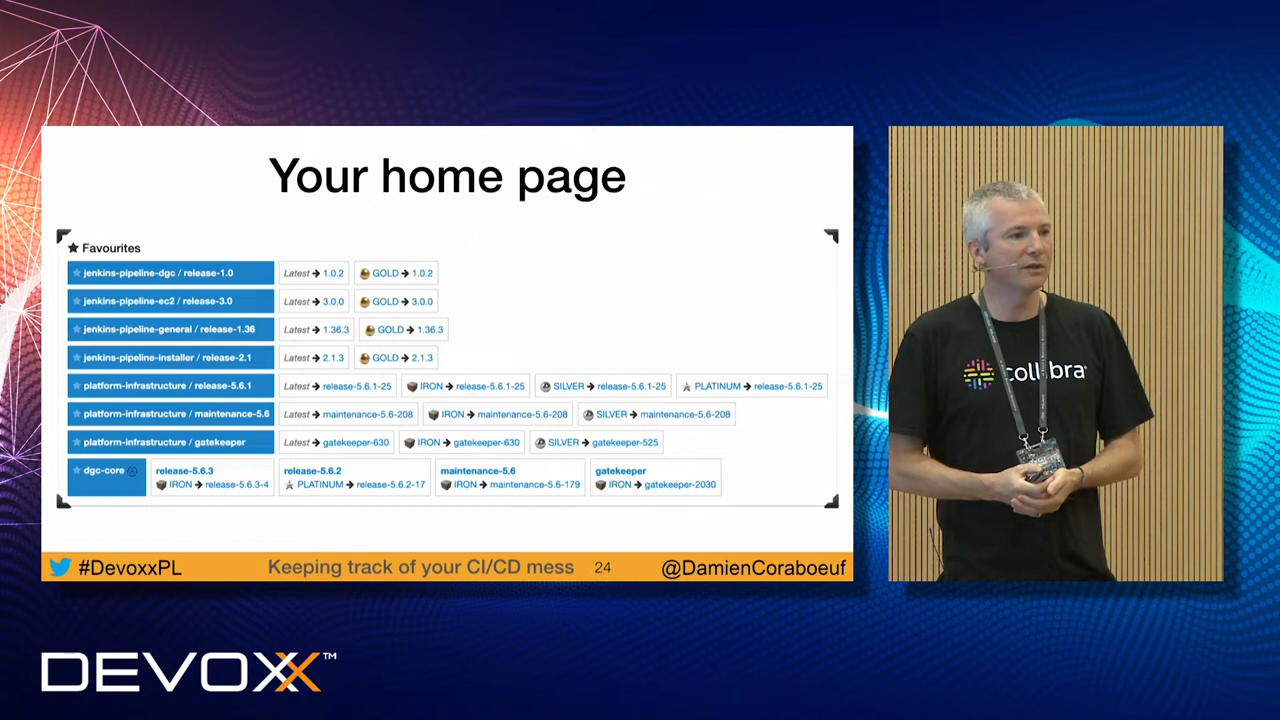 Your home page
Favourites
jenkins-pipeline-dgc / release-1.0 Latest ➔ 1.0.2 GOLD ➔ 1.0.2
jenkins-pipeline-ec2 / release-3.0 Latest ➔ 3.0.0 GOLD ➔ 3.0.0
jenkins-pipeline-general / release-1.36 Latest ➔ 1.36.3 GOLD ➔ 1.36.3
jenkins-pipeline-installer / release-2.1 Latest ➔ 2.1.3 GOLD ➔ 2.1.3
platform-infrastructure / release-5.6.1 Latest ➔ release-5.6.1-25 IRON ➔ release-5.6.1-25 SILVER ➔ release-5.6.1-25 PLATINUM ➔ release-5.6.1-25
platform-infrastructure / maintenance-5.6 Latest ➔ maintenance-5.6-208 IRON ➔ maintenance-5.6-208 SILVER ➔ maintenance-5.6-208
platform-infrastructure / gatekeeper Latest ➔ gatekeeper-630 IRON ➔ gatekeeper-630 SILVER ➔ gatekeeper-525
dgc-core release-5.6.3 release-5.6.2 maintenance-5.6 gatekeeper
IRON ➔ release-5.6.3-4 PLATINUM ➔ release-5.6.2-17 IRON ➔ maintenance-5.6-179 IRON ➔ gatekeeper-2030
#DevoxxPL Keeping track of your CI/CD mess 24 @DamienCoraboeuf
collibra
DEVOXX™